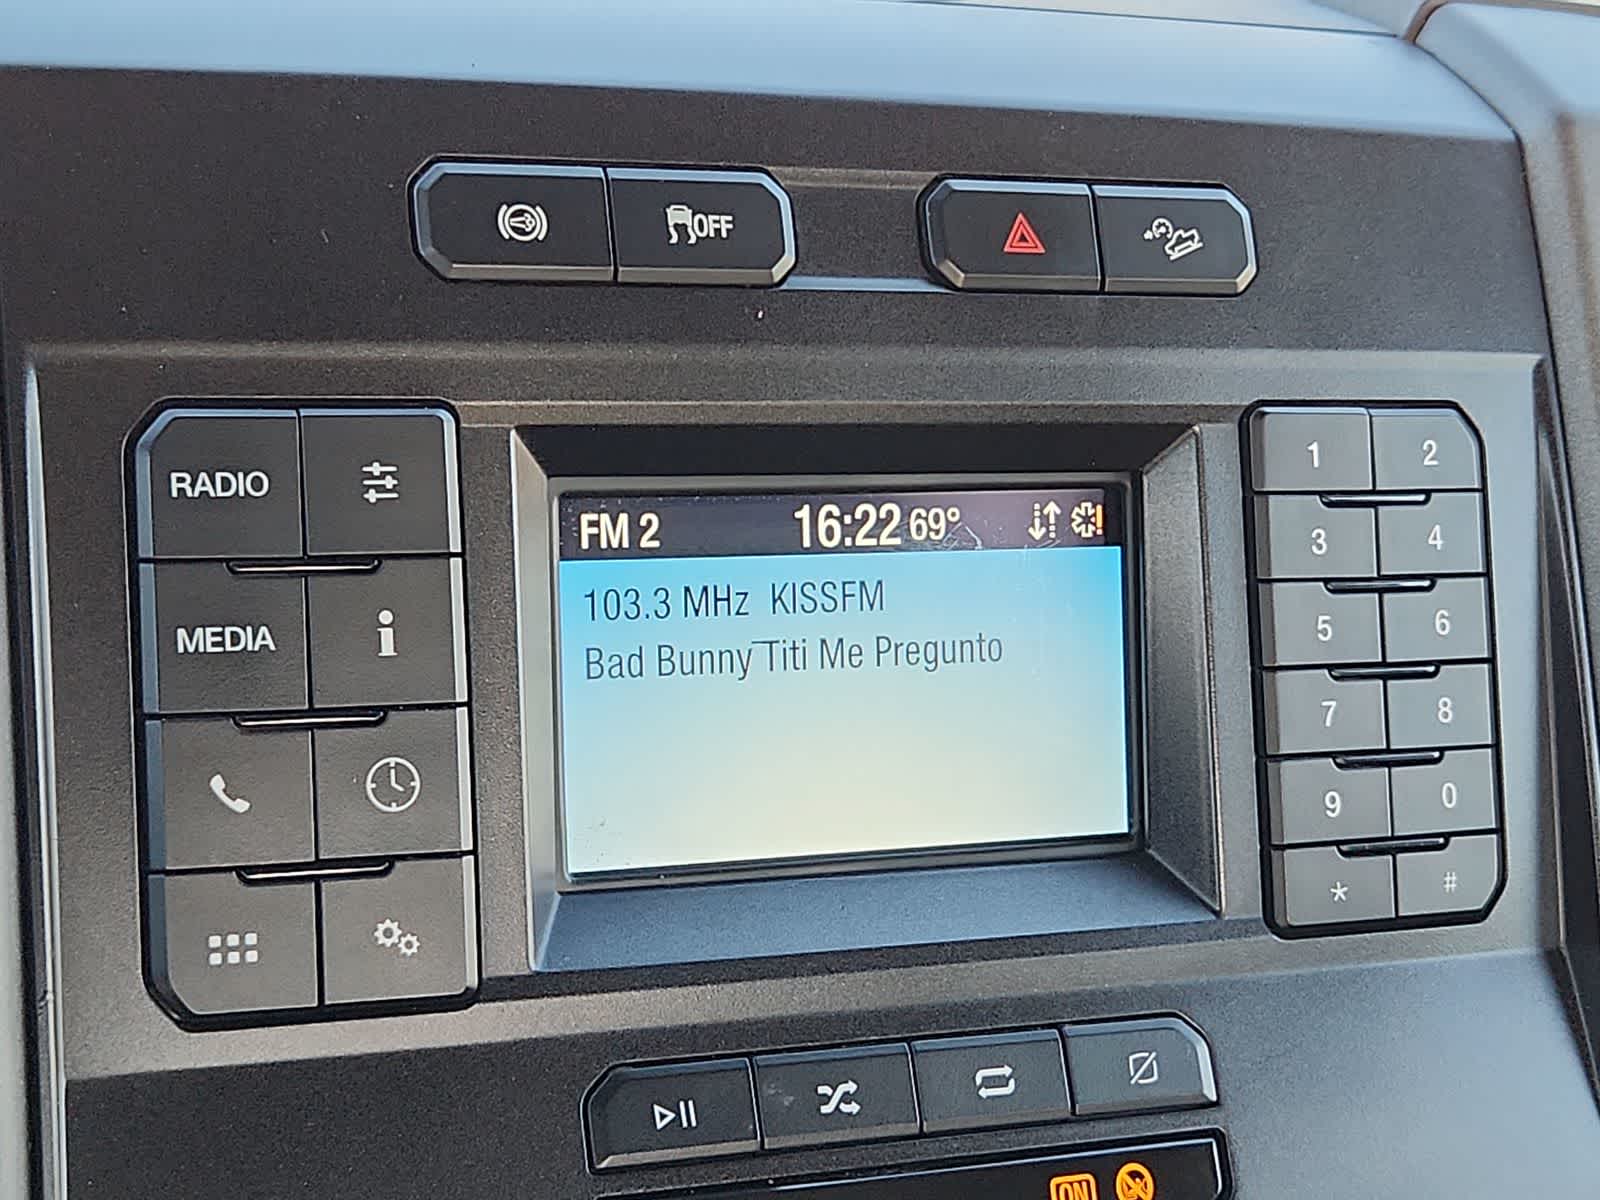 OFF
RADIO
MEDIA
FM 2 16:22 69°
103.3 MHz KISSFM
Bad Bunny Titi Me Pregunto
1 2
3 4
5 6
7 8
9 0
* #
ON